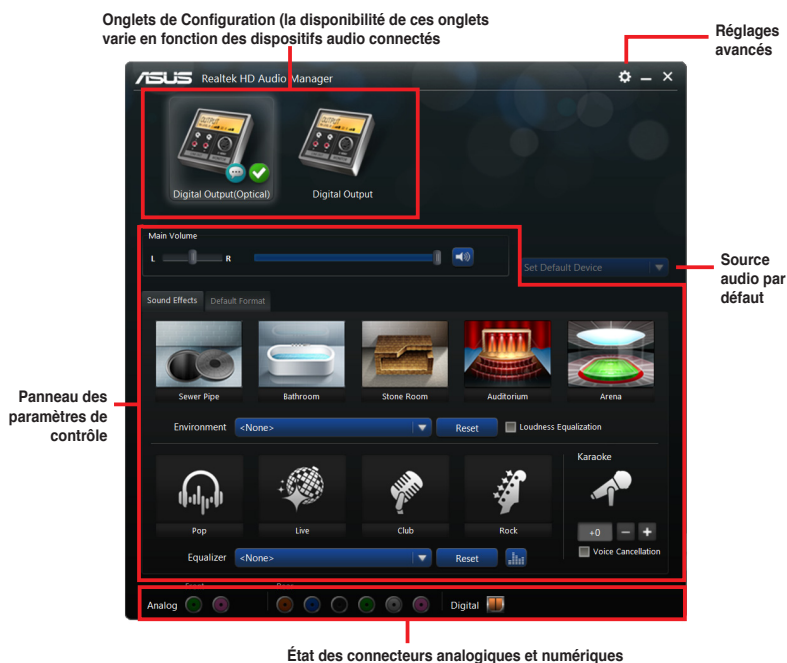 Onglets de Configuration (la disponibilité de ces onglets
varie en fonction des dispositifs audio connectés
Réglages
avancés
ASUS Realtek HD Audio Manager
Digital Output(Optical)
Digital Output
Main Volume
L
R
Set Default Device
Source
audio par
défaut
Sound Effects
Default Format
Sewer Pipe
Bathroom
Stone Room
Auditorium
Arena
Panneau des
paramètres de
contrôle
Environment
<None>
Reset
Loudness Equalization
Karaoke
Pop
Live
Club
Rock
+0
Equalizer
<None>
Reset
Voice Cancellation
Analog
Digital
État des connecteurs analogiques et numériques